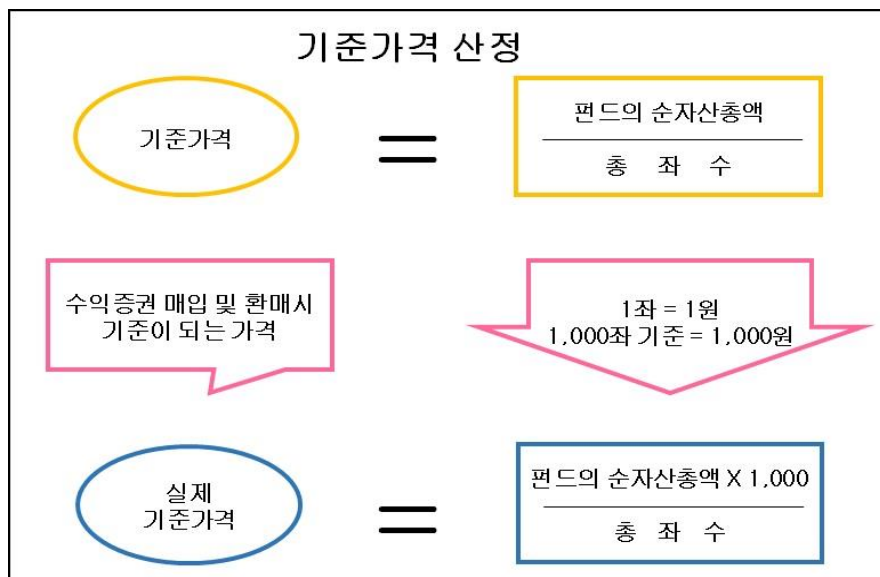 기준가격 산정
기준가격
=
펀드의 순자산총액
총 좌 수
수익증권 매입 및 환매시
기준이 되는 가격
1좌 = 1원
1,000좌 기준 = 1,000원
실제
기준가격
=
펀드의 순자산총액 X 1,000
총 좌 수